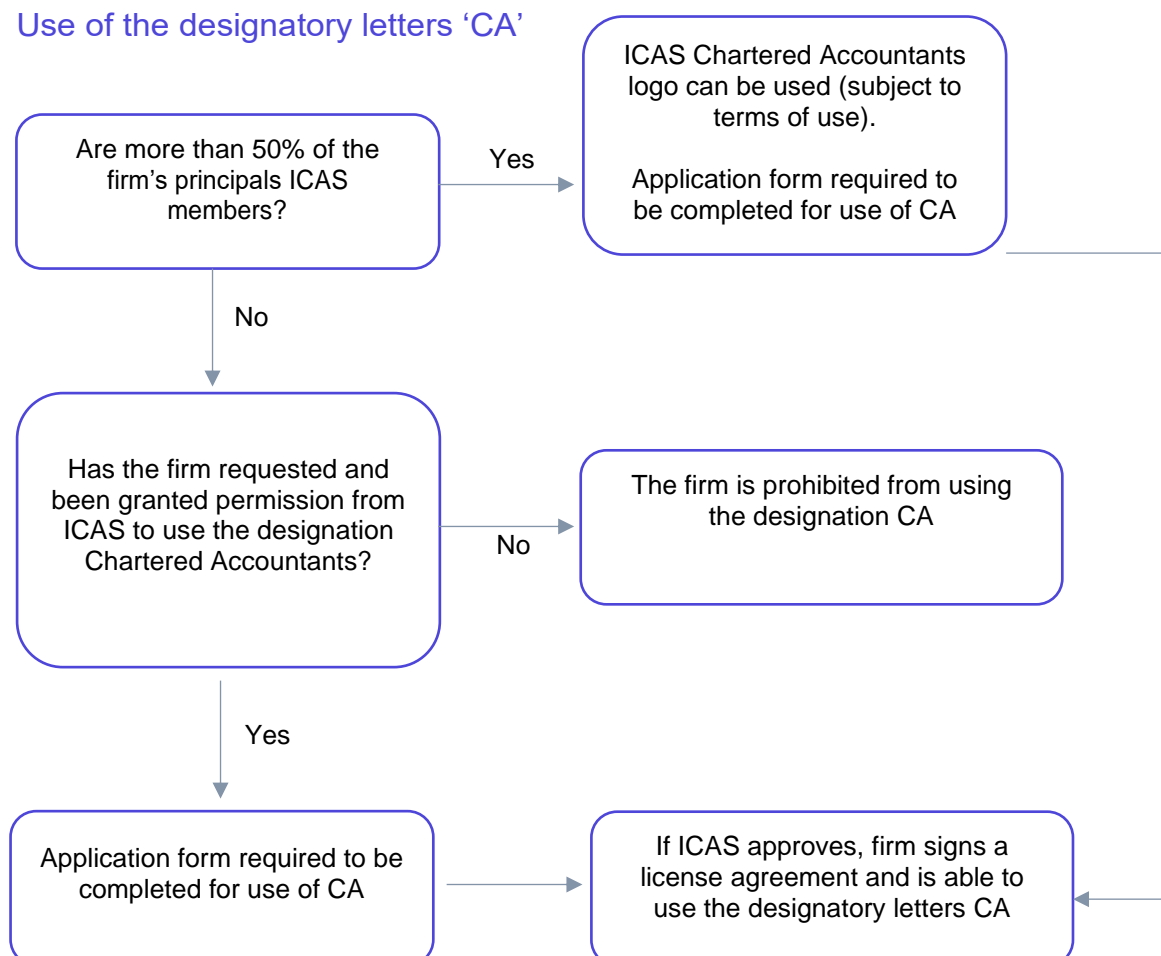 Use of the designatory letters ‘CA’
ICAS Chartered Accountants
logo can be used (subject to
terms of use).
Application form required to
be completed for use of CA
Are more than 50% of the
firm’s principals ICAS
members?
Yes
No
Has the firm requested and
been granted permission from
ICAS to use the designation
Chartered Accountants?
No
The firm is prohibited from using
the designation CA
Yes
Application form required to be
completed for use of CA
If ICAS approves, firm signs a
license agreement and is able to
use the designatory letters CA